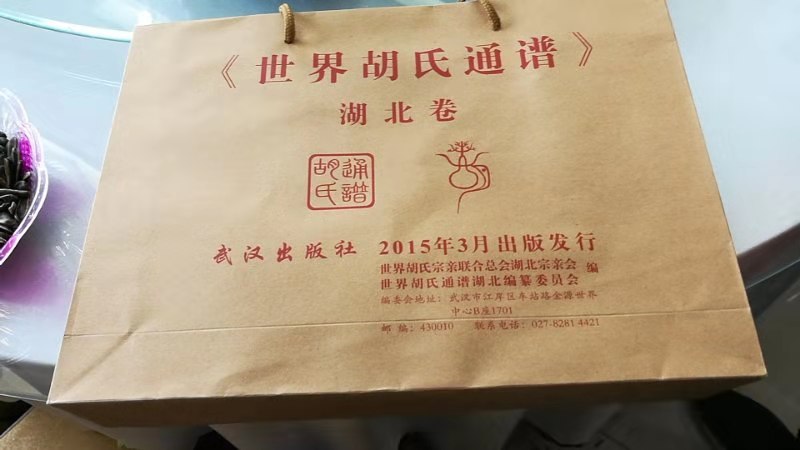 《世界胡氏通谱》
湖北卷
胡氏通譜
武汉出版社 2015年3月出版发行
世界胡氏宗亲联合总会湖北宗亲会
世界胡氏通谱湖北编纂委员会 编
编委会地址：武汉市江岸区车站路金源世界
中心B座1701
邮 编：430010 联系电话：027-8281 4421